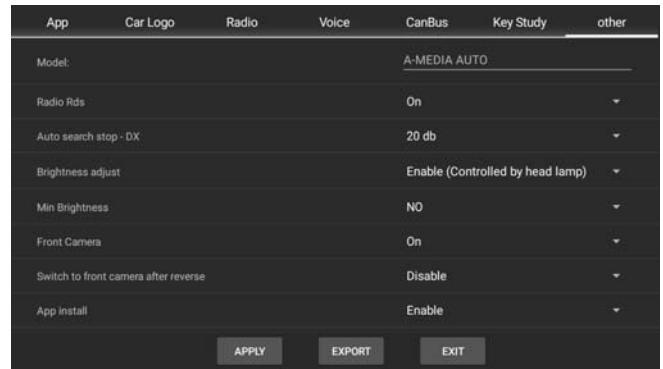 App Car Logo Radio Voice CanBus Key Study other
Model: A-MEDIA AUTO
Radio Rds On
Auto search stop - DX 20 db
Brightness adjust Enable (Controlled by head lamp)
Min Brightness NO
Front Camera On
Switch to front camera after reverse Disable
App install Enable
APPLY EXPORT EXIT